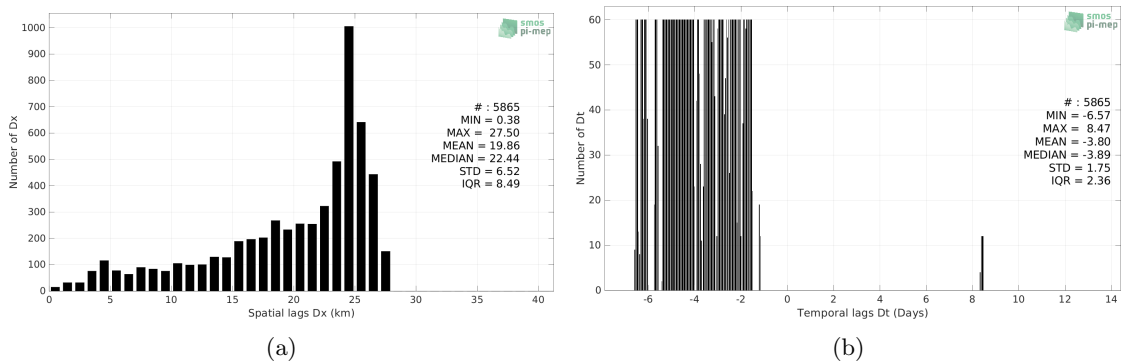 smos
pi-mep
1000
900
800
700
600
500
400
300
200
100
0
Number of Dx
# : 5865
MIN = 0.38
MAX = 27.50
MEAN = 19.86
MEDIAN = 22.44
STD = 6.52
IQR = 8.49
0 5 10 15 20 25 30 35 40
Spatial lags Dx (km)
(a)
smos
pi-mep
60
50
40
30
20
10
0
Number of Dt
# : 5865
MIN = -6.57
MAX = 8.47
MEAN = -3.80
MEDIAN = -3.89
STD = 1.75
IQR = 2.36
-6 -4 -2 0 2 4 6 8 10 12 14
Temporal lags Dt (Days)
(b)